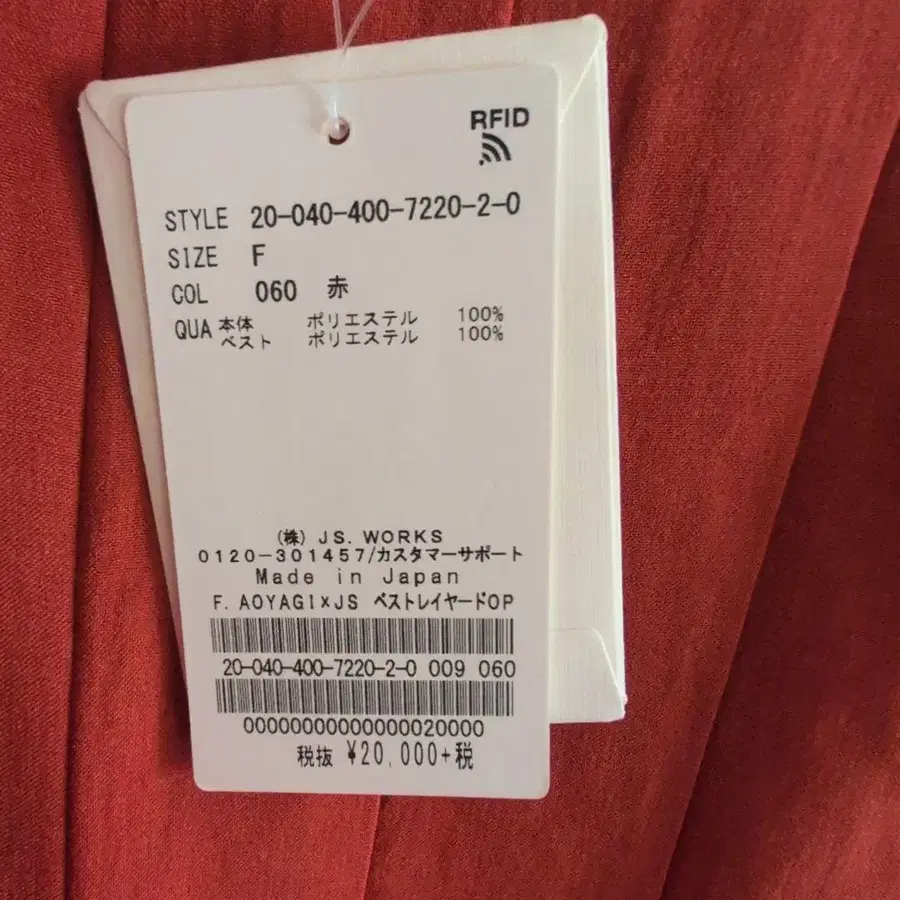 RFID
STYLE 20-040-400-7220-2-0
SIZE F
COL 060 赤
QUA 本体 ポリエステル 100%
ベスト ポリエステル 100%
(株) JS. WORKS
0120-301457/カスタマーサポート
Made in Japan
F. AOYAGI×JS ベストレイヤードOP
20-040-400-7220-2-0 009 060
00000000000000020000
税抜 ¥20,000+税